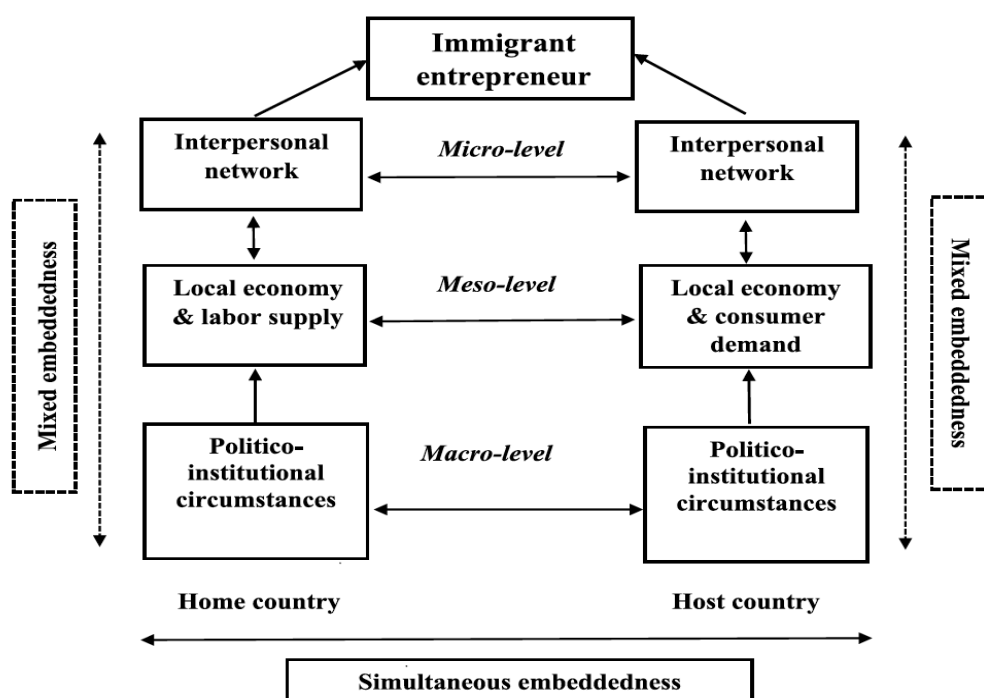 Immigrant
entrepreneur
Interpersonal
network
Micro-level
Interpersonal
network
Mixed embeddedness
Local economy
& labor supply
Meso-level
Local economy
& consumer
demand
Mixed embeddedness
Politico-
institutional
circumstances
Macro-level
Politico-
institutional
circumstances
Home country
Host country
Simultaneous embeddedness